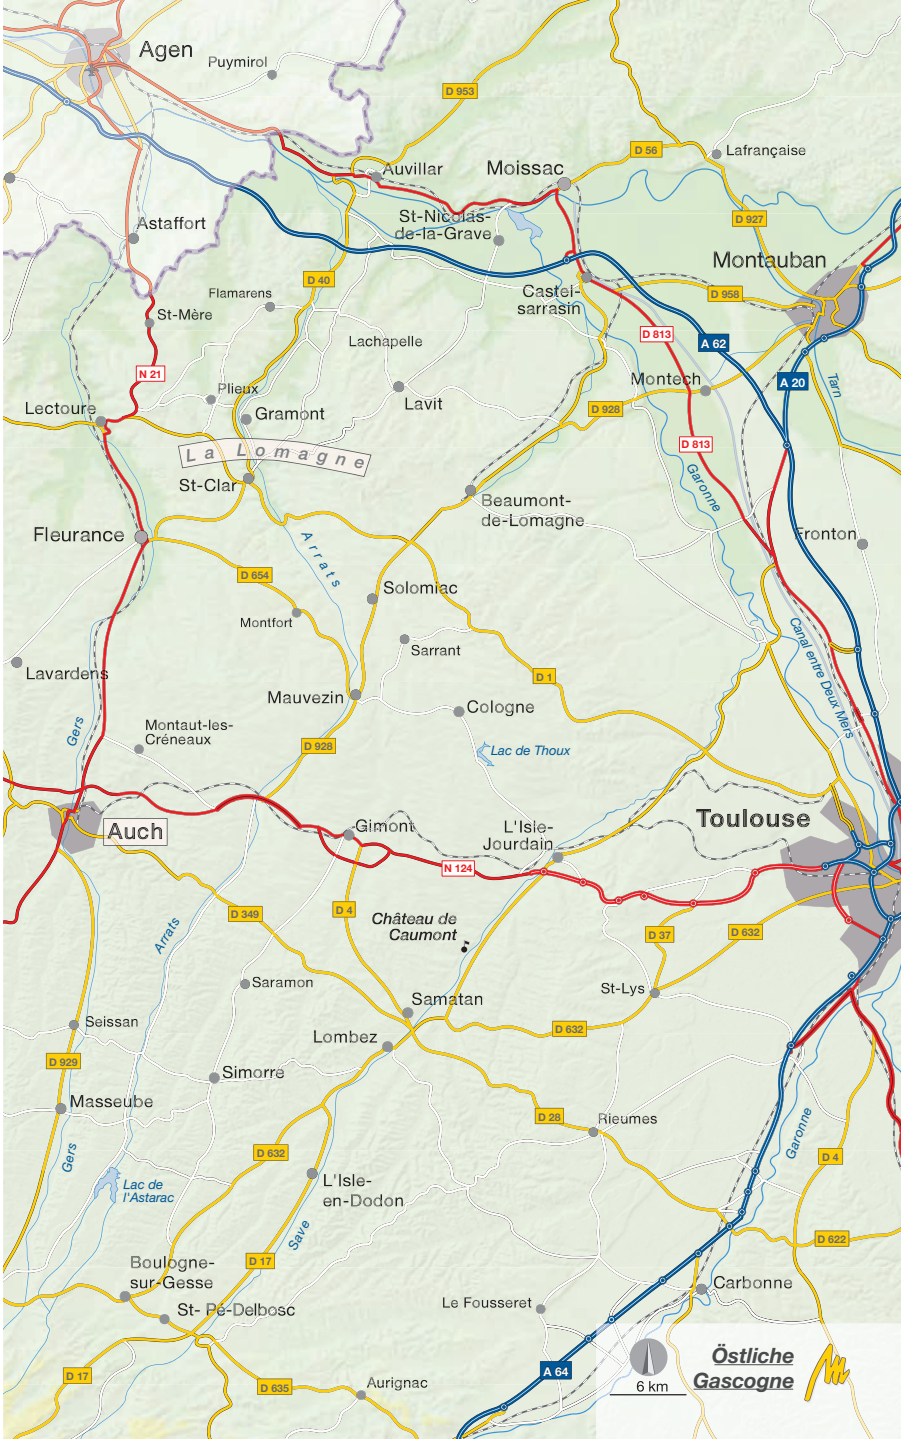 Agen
Puymirol
D 953
D 56
Lafrançaise
Auvillar
Moissac
Astaffort
St-Nicolas-
de-la-Grave
D 927
Montauban
D 40
Flamarens
Castel-
sarrasin
D 958
St-Mère
D 813
A 62
Lachapelle
N 21
Plieux
Montech
A 20
Tarn
Lectoure
Gramont
Lavit
D 928
La Lomagne
D 813
St-Clar
Garonne
Beaumont-
de-Lomagne
Fleurance
Fronton
Arrats
D 654
Solomiac
Montfort
Sarrant
Canal entre Deux Mers
Lavardens
D 1
Mauvezin
Cologne
Gers
Montaut-les-
Créneaux
D 928
Lac de Thoux
Auch
Gimont
L'Isle-
Jourdain
Toulouse
N 124
D 349
D 4
Château de
Caumont
D 37
D 632
Arrats
Saramon
St-Lys
Samatan
Seissan
Lombez
D 632
D 929
Simorre
Masseube
D 28
Rieumes
Garonne
Gers
D 632
D 4
Lac de
l'Astarac
L'Isle-
en-Dodon
Save
D 622
Boulogne-
sur-Gesse
D 17
Carbonne
St- Pé-Delbosc
Le Fousseret
D 17
D 635
Aurignac
A 64
6 km
Östliche
Gascogne